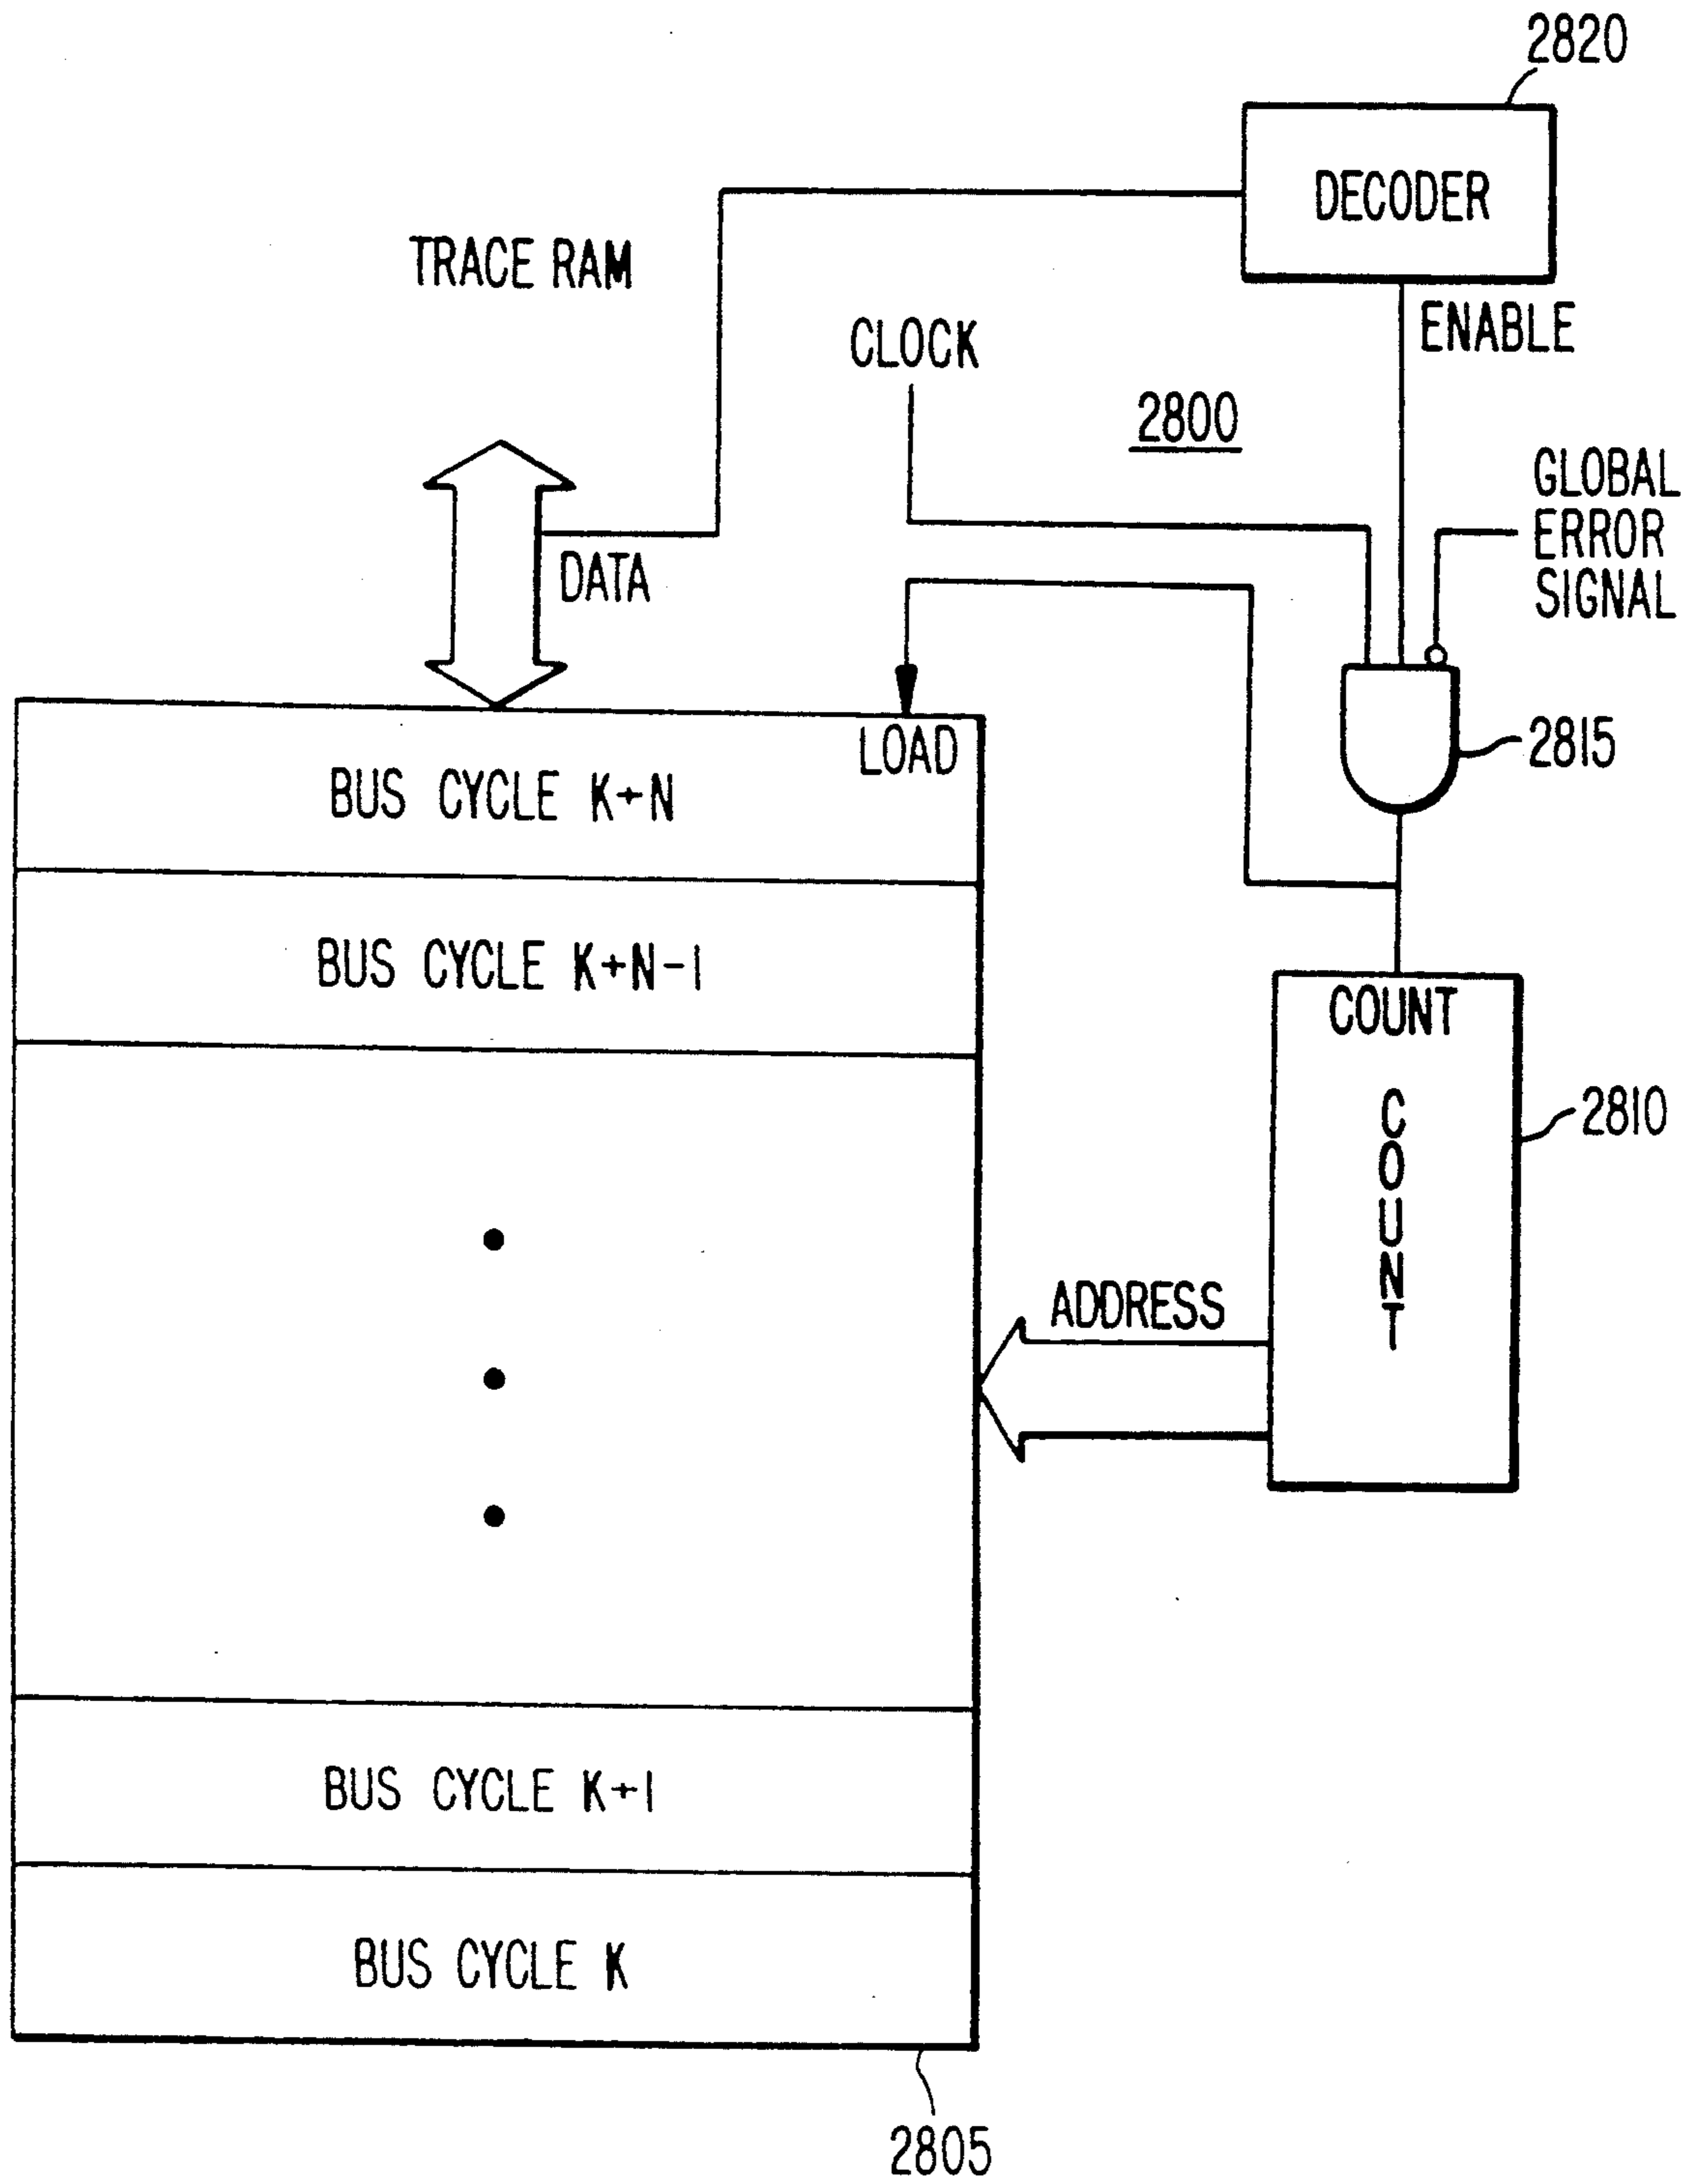 2820
DECODER
TRACE RAM
ENABLE
CLOCK
2800
GLOBAL
ERROR
SIGNAL
DATA
LOAD
2815
BUS CYCLE K+N
BUS CYCLE K+N-1
COUNT
COUNT
2810
ADDRESS
BUS CYCLE K+1
BUS CYCLE K
2805